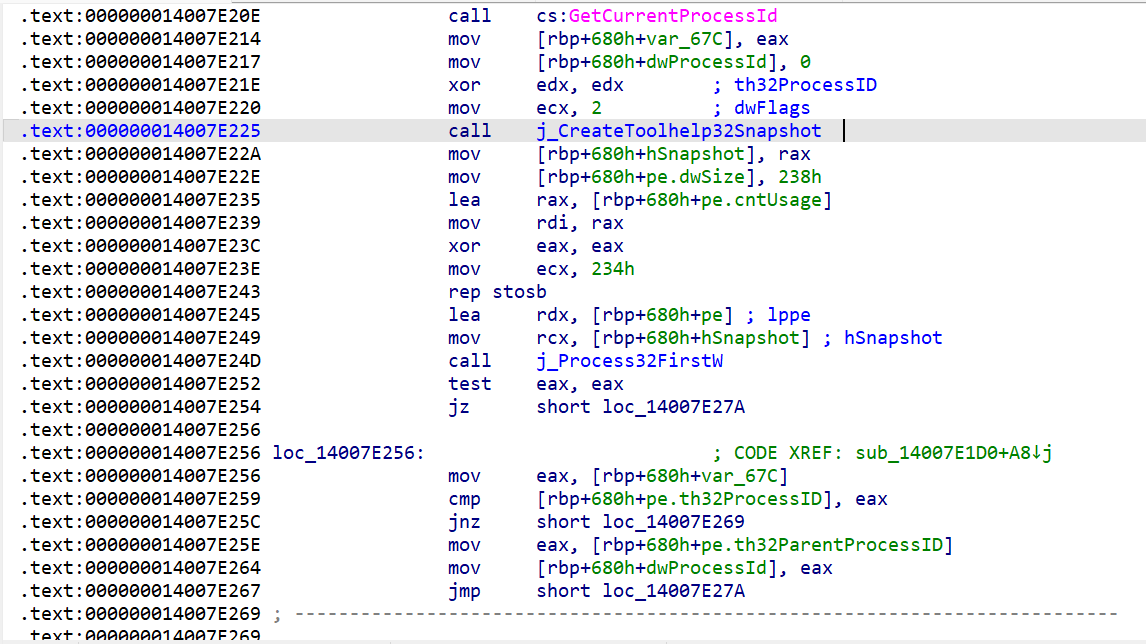 .text:000000014007E20E call cs:GetCurrentProcessId
.text:000000014007E214 mov [rbp+680h+var_67C], eax
.text:000000014007E217 mov [rbp+680h+dwProcessId], 0
.text:000000014007E21E xor edx, edx ; th32ProcessID
.text:000000014007E220 mov ecx, 2 ; dwFlags
.text:000000014007E225 call j_CreateToolhelp32Snapshot
.text:000000014007E22A mov [rbp+680h+hSnapshot], rax
.text:000000014007E22E mov [rbp+680h+pe.dwSize], 238h
.text:000000014007E235 lea rax, [rbp+680h+pe.cntUsage]
.text:000000014007E239 mov rdi, rax
.text:000000014007E23C xor eax, eax
.text:000000014007E23E mov ecx, 234h
.text:000000014007E243 rep stosb
.text:000000014007E245 lea rdx, [rbp+680h+pe] ; lppe
.text:000000014007E249 mov rcx, [rbp+680h+hSnapshot] ; hSnapshot
.text:000000014007E24D call j_Process32FirstW
.text:000000014007E252 test eax, eax
.text:000000014007E254 jz short loc_14007E27A
.text:000000014007E256
.text:000000014007E256 loc_14007E256: ; CODE XREF: sub_14007E1D0+A8↓j
.text:000000014007E256 mov eax, [rbp+680h+var_67C]
.text:000000014007E259 cmp [rbp+680h+pe.th32ProcessID], eax
.text:000000014007E25C jnz short loc_14007E269
.text:000000014007E25E mov eax, [rbp+680h+pe.th32ParentProcessID]
.text:000000014007E264 mov [rbp+680h+dwProcessId], eax
.text:000000014007E267 jmp short loc_14007E27A
.text:000000014007E269 ; ---------------------------------------------------------------------------
.text:000000014007E269